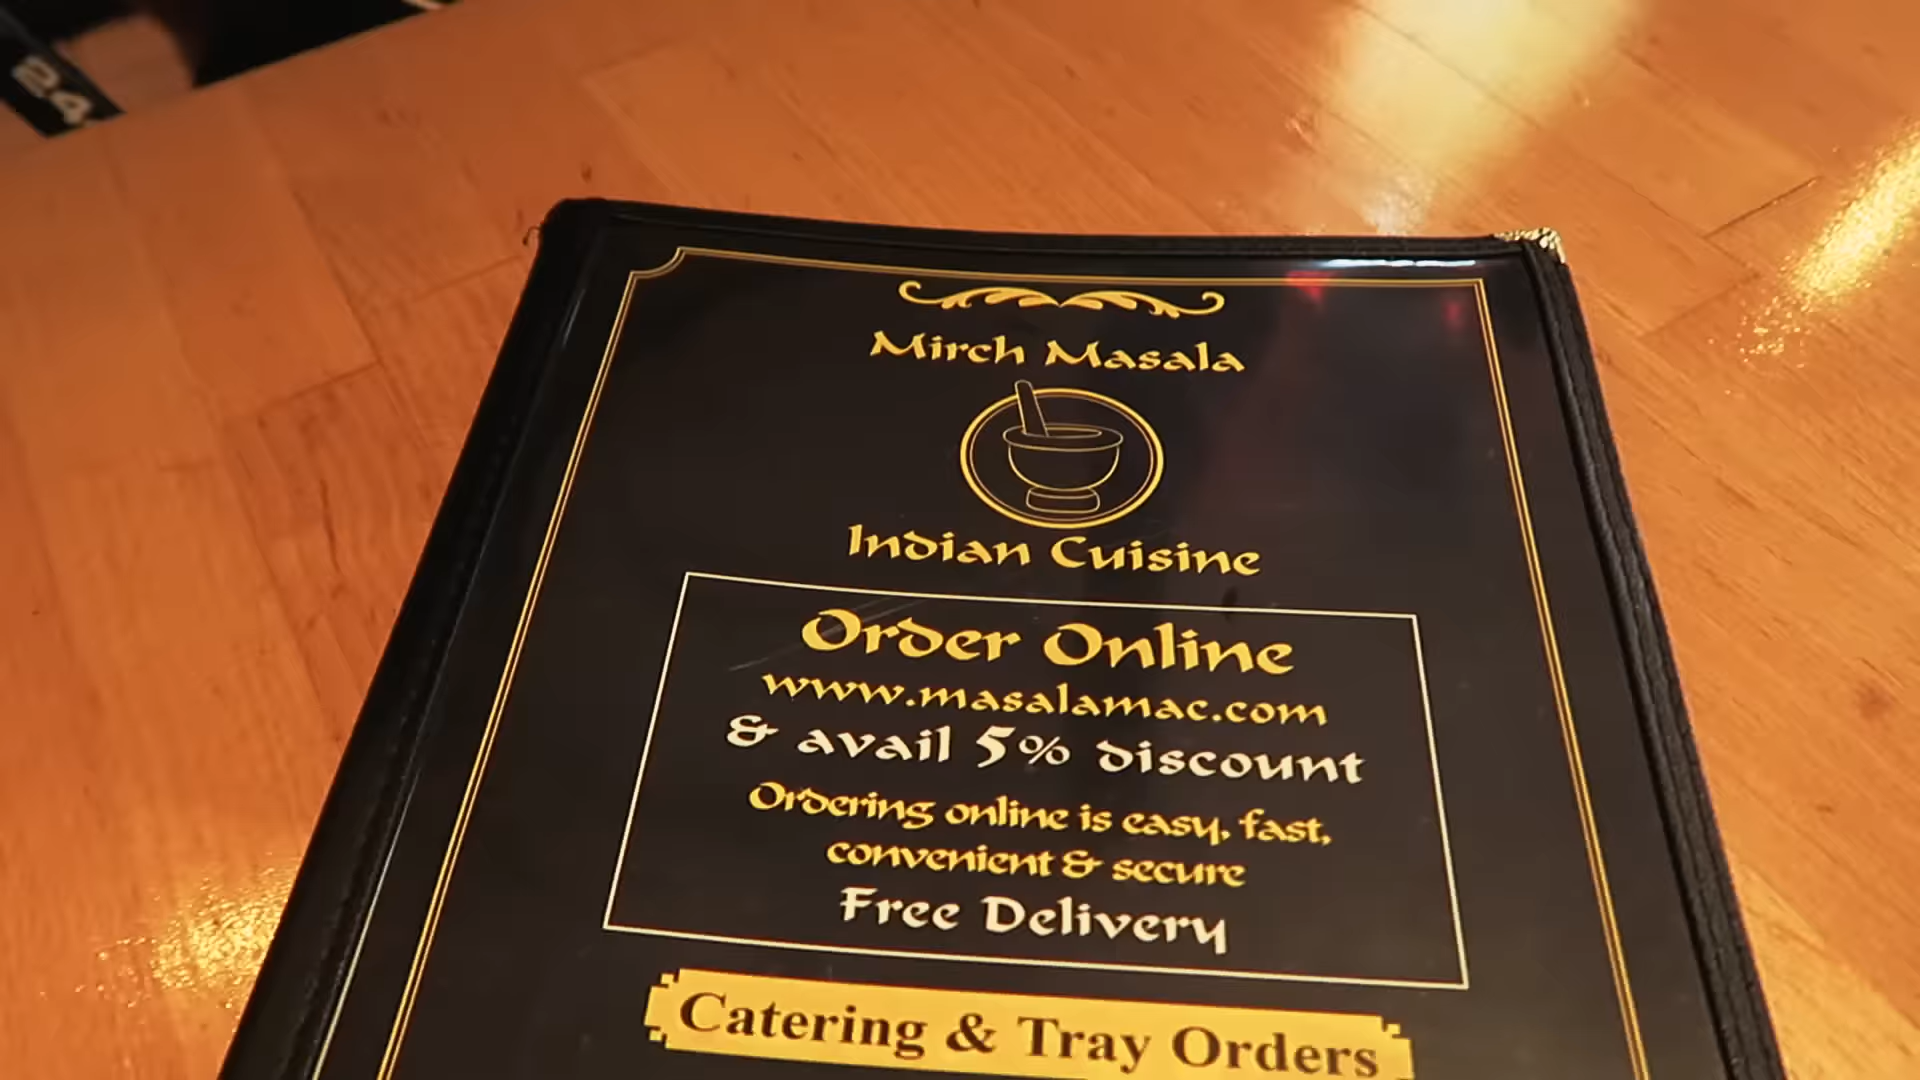 24
Mirch Masala
Indian Cuisine
Order Online
www.masalamac.com
& avail 5% discount
Ordering online is easy, fast,
convenient & secure
Free Delivery
Catering & Tray Orders